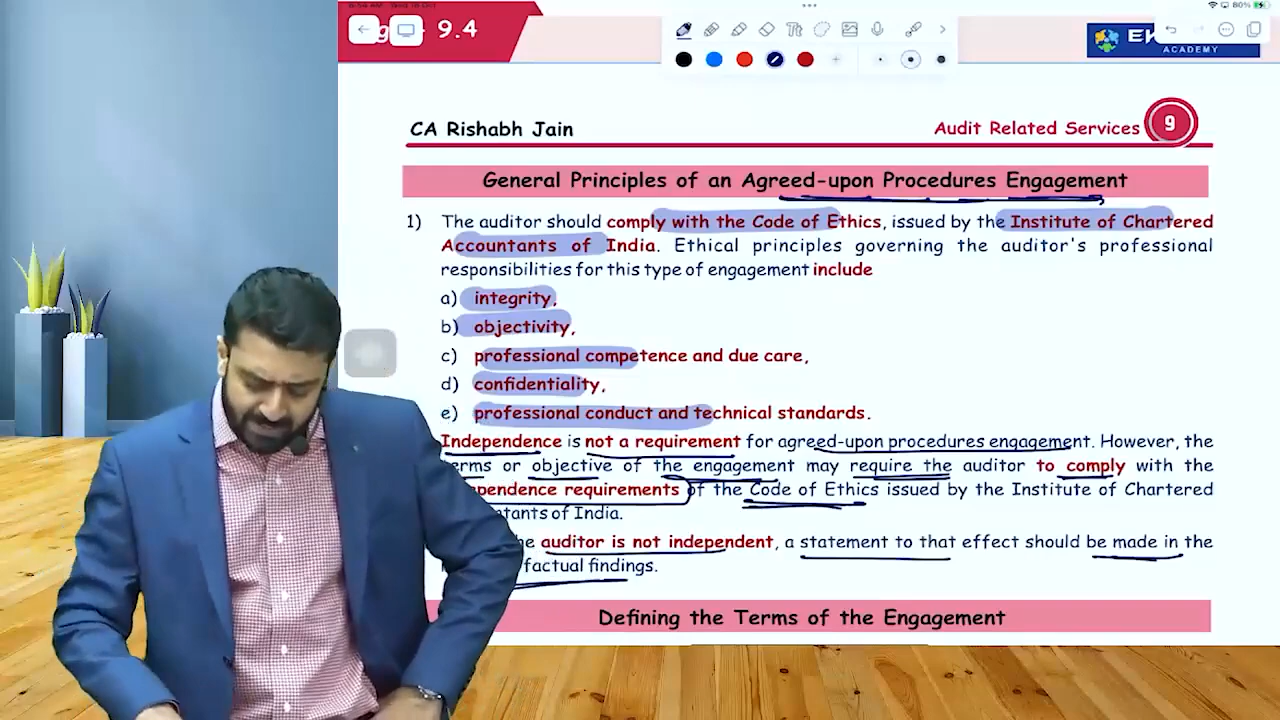 9.4
80%
ACADEMY
CA Rishabh Jain
Audit Related Services 9
General Principles of an Agreed-upon Procedures Engagement
1) The auditor should comply with the Code of Ethics, issued by the Institute of Chartered
Accountants of India. Ethical principles governing the auditor's professional
responsibilities for this type of engagement include
a) integrity,
b) objectivity,
c) professional competence and due care,
d) confidentiality,
e) professional conduct and technical standards.
Independence is not a requirement for agreed-upon procedures engagement. However, the
or objective of the engagement may require the auditor to comply with the
requirements of the Code of Ethics issued by the Institute of Chartered
of India.
auditor is not independent, a statement to that effect should be made in the
factual findings.
Defining the Terms of the Engagement